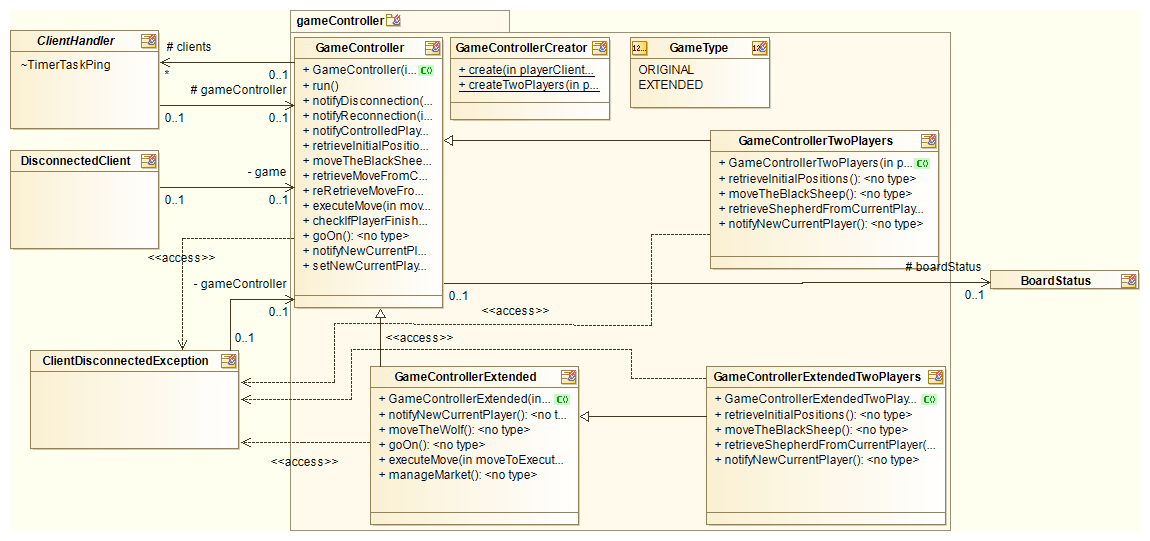 gameController
ClientHandler
~TimerTaskPing
# clients
*
0..1
# gameController
0..1
0..1
GameController
+ GameController(i...
+ run()
+ notifyDisconnection(...
+ notifyReconnection(i...
+ notifyControlledPlay...
+ retrieveInitialPositio...
+ moveTheBlackShee...
+ retrieveMoveFromC...
+ reRetrieveMoveFro...
+ executeMove(in mov...
+ checkIfPlayerFinish...
+ goOn(): <no type>
+ notifyNewCurrentPl...
+ setNewCurrentPlay...
GameControllerCreator
+ create(in playerClient...
+ createTwoPlayers(in p...
GameType
ORIGINAL
EXTENDED
GameControllerTwoPlayers
+ GameControllerTwoPlayers(in p...
+ retrieveInitialPositions(): <no type>
+ moveTheBlackSheep(): <no type>
+ retrieveShepherdFromCurrentPlay...
+ notifyNewCurrentPlayer(): <no type>
DisconnectedClient
- game
0..1
0..1
<<access>>
- gameController
0..1
0..1
# boardStatus
0..1
0..1
BoardStatus
<<access>>
<<access>>
ClientDisconnectedException
GameControllerExtended
+ GameControllerExtended(in...
+ notifyNewCurrentPlayer(): <no t...
+ moveTheWolf(): <no type>
+ goOn(): <no type>
+ executeMove(in moveToExecut...
+ manageMarket(): <no type>
<<access>>
GameControllerExtendedTwoPlayers
+ GameControllerExtendedTwoPlay...
+ retrieveInitialPositions(): <no type>
+ moveTheBlackSheep(): <no type>
+ retrieveShepherdFromCurrentPlayer(...
+ notifyNewCurrentPlayer(): <no type>